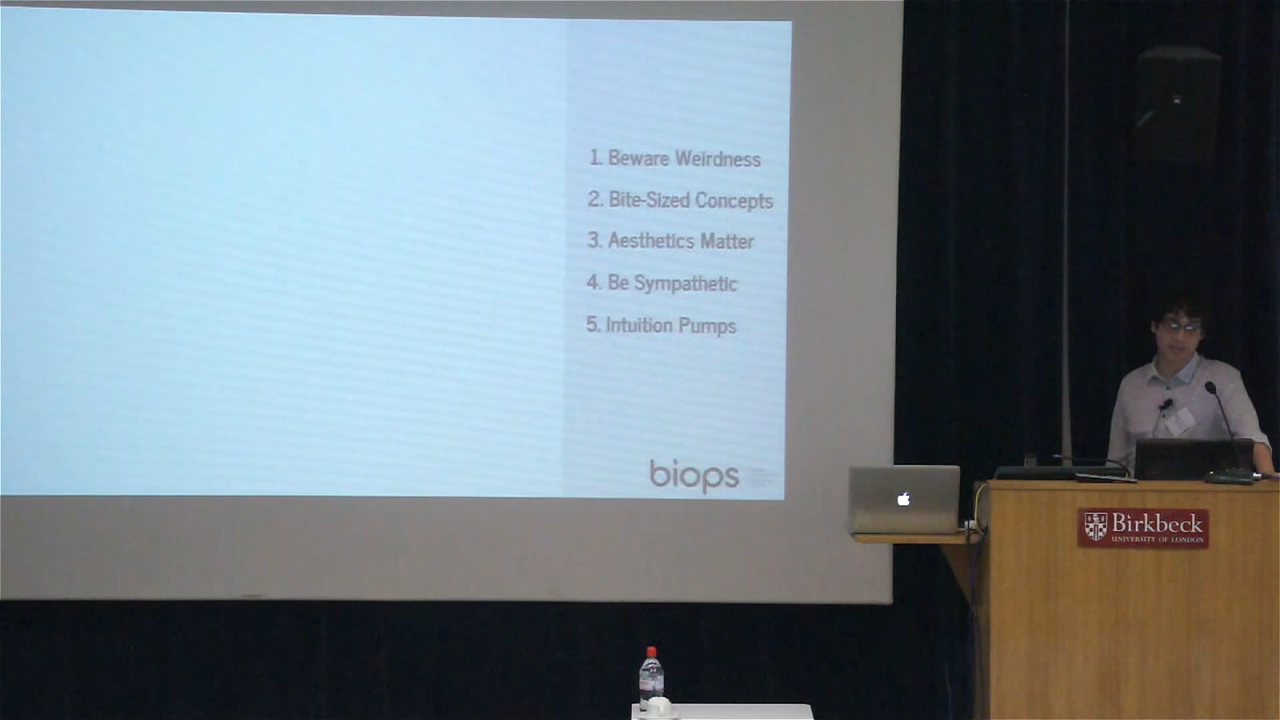 1. Beware Weirdness
2. Bite-Sized Concepts
3. Aesthetics Matter
4. Be Sympathetic
5. Intuition Pumps
biops
Birkbeck
UNIVERSITY OF LONDON